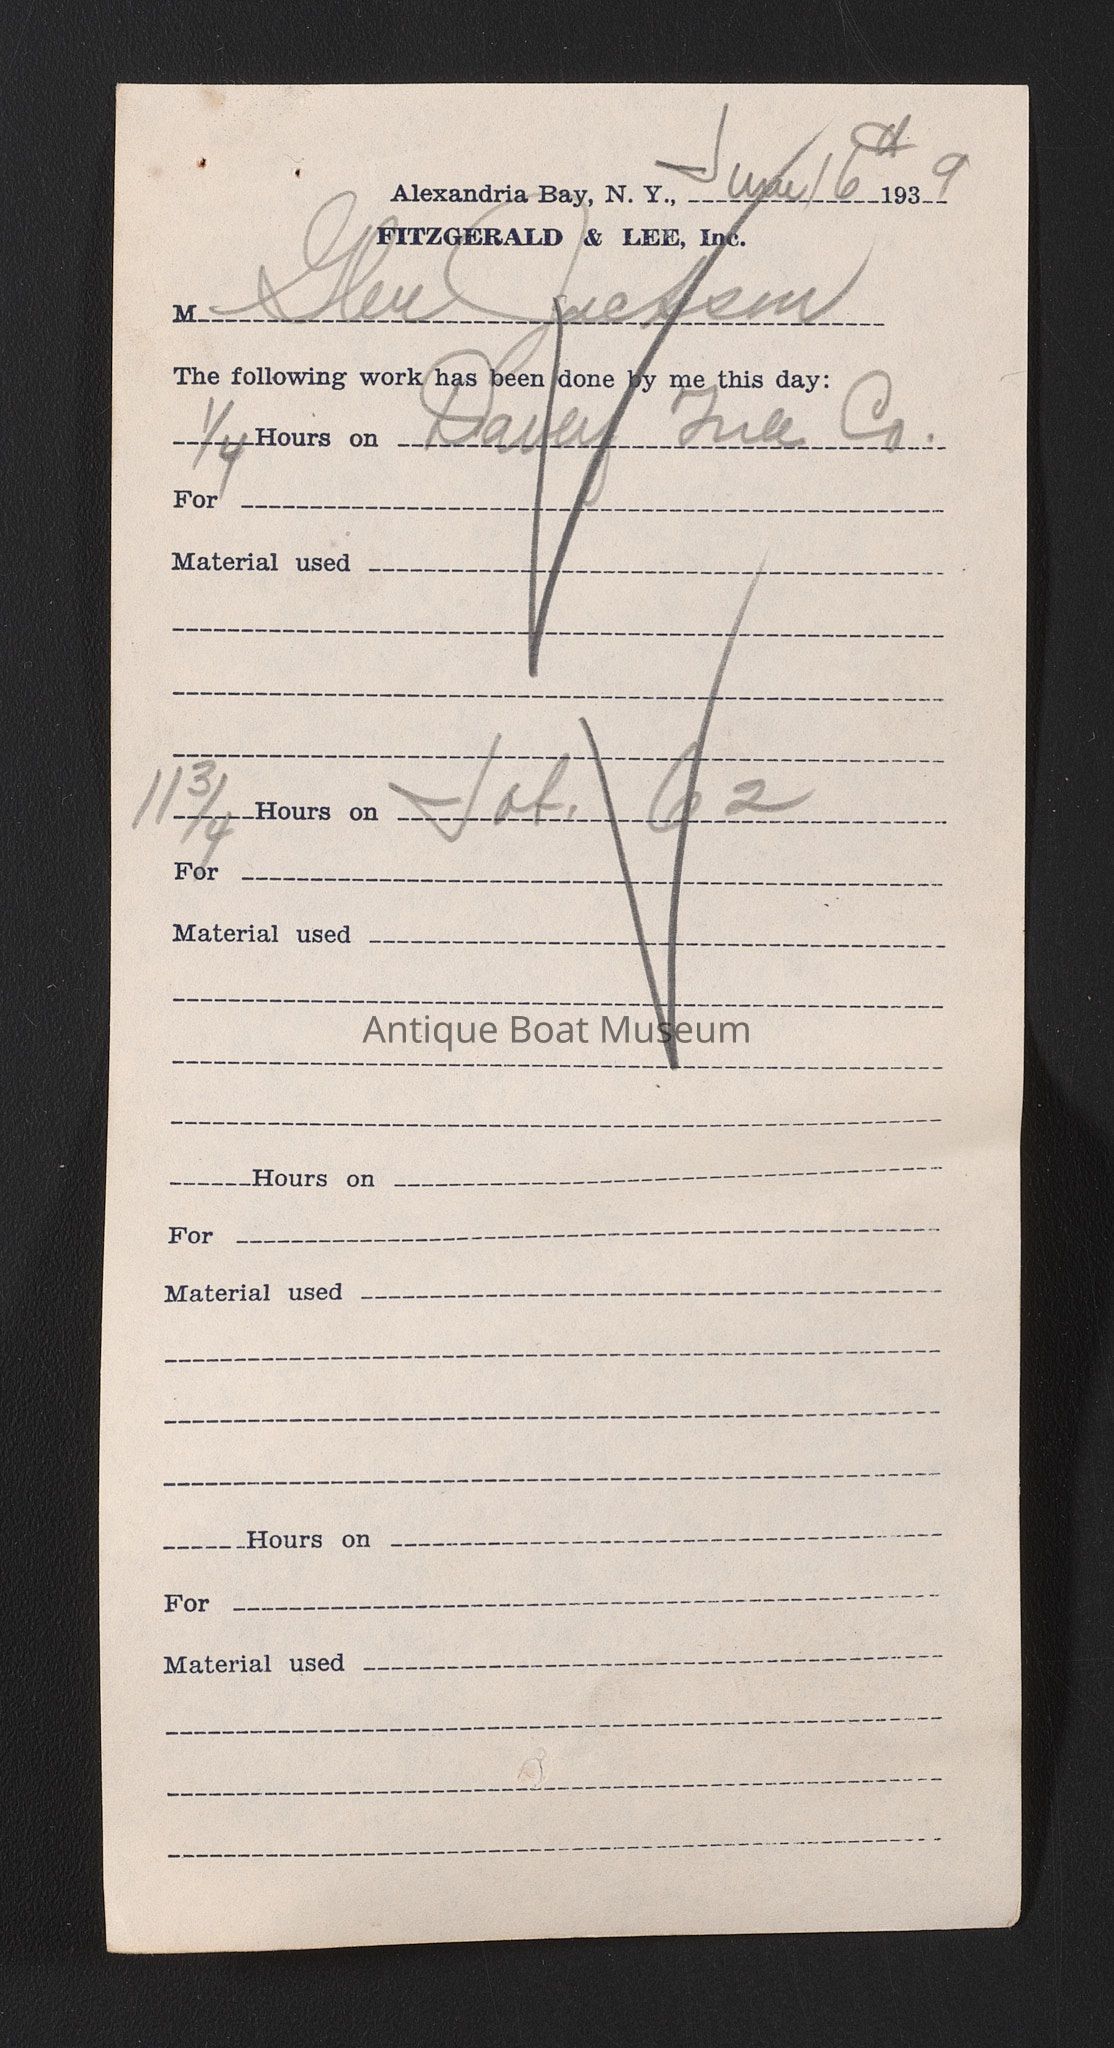 Alexandria Bay, N. Y., June 16th 1939
FITZGERALD & LEE, Inc.
M Glen Jackson
The following work has been done by me this day:
1/4 Hours on Davey Tree Co.
For
Material used
11 3/4 Hours on Jot. 62
For
Material used
Antique Boat Museum
Hours on
For
Material used
Hours on
For
Material used